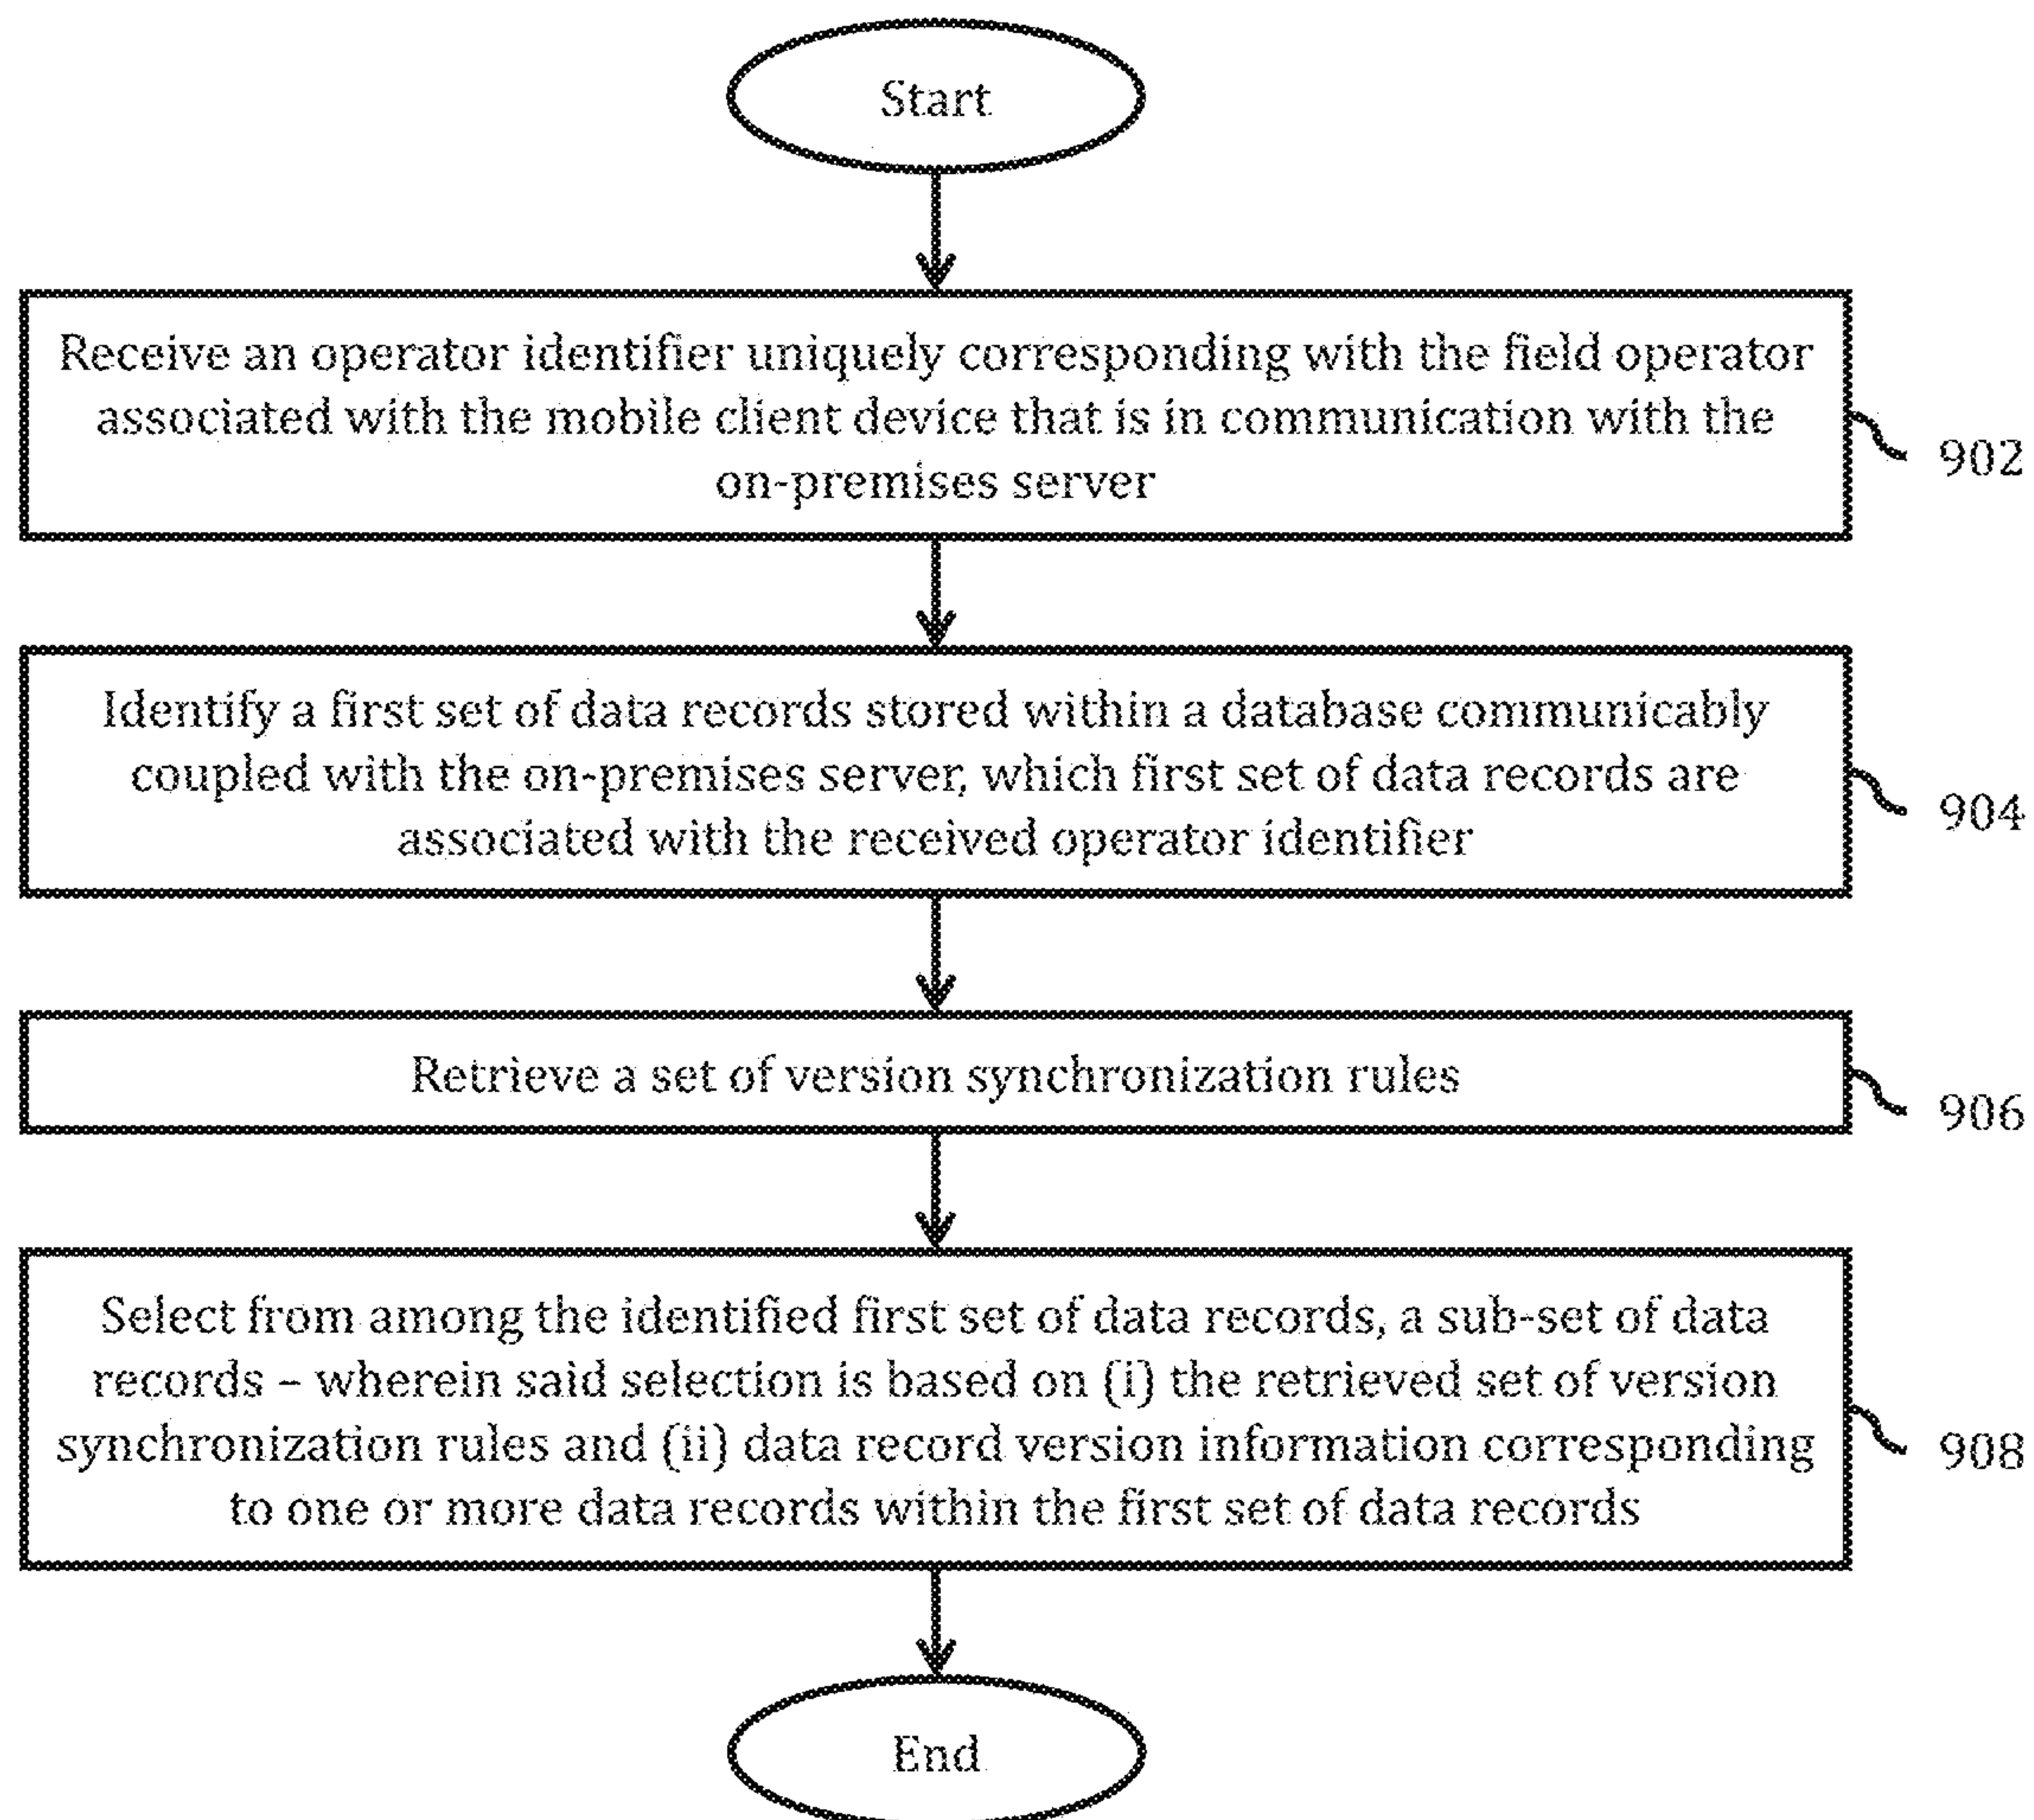 Start
Receive an operator identifier uniquely corresponding with the field operator
associated with the mobile client device that is in communication with the
on-premises server
902
Identify a first set of data records stored within a database communicably
coupled with the on-premises server, which first set of data records are
associated with the received operator identifier
904
Retrieve a set of version synchronization rules
906
Select from among the identified first set of data records, a sub-set of data
records – wherein said selection is based on (i) the retrieved set of version
synchronization rules and (ii) data record version information corresponding
to one or more data records within the first set of data records
908
End